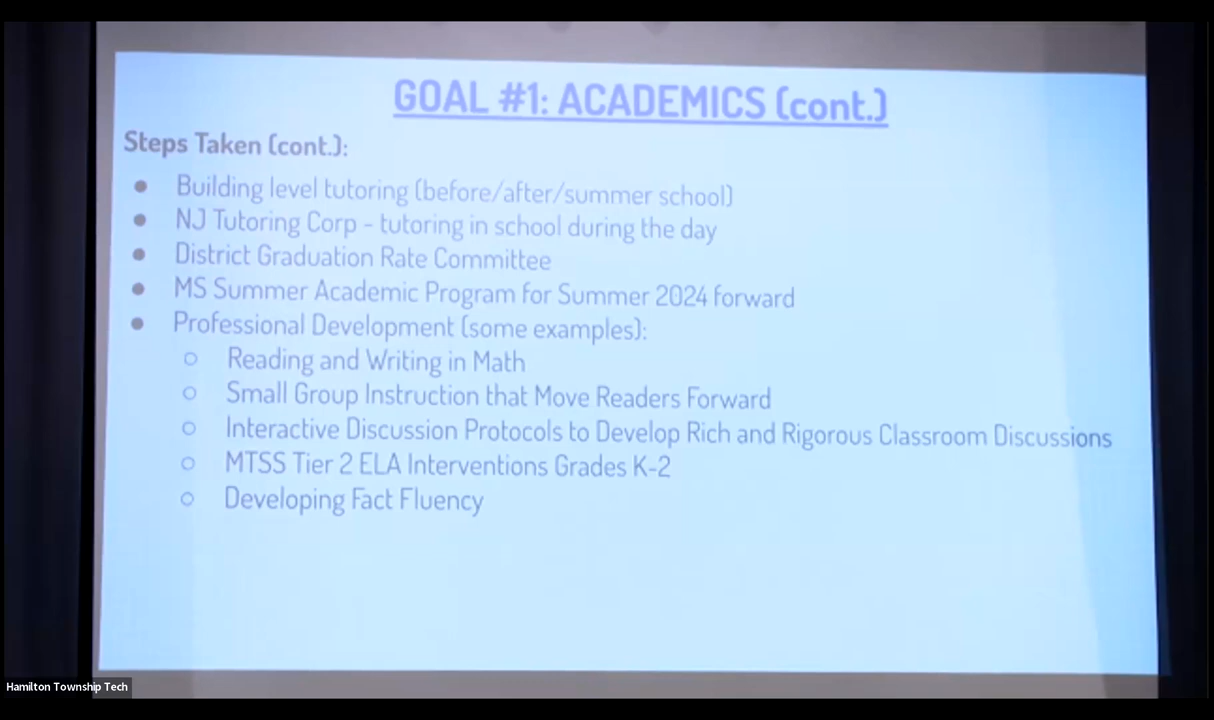 GOAL #1: ACADEMICS (cont.)
Steps Taken (cont.):
● Building level tutoring (before/after/summer school)
● NJ Tutoring Corp - tutoring in school during the day
● District Graduation Rate Committee
● MS Summer Academic Program for Summer 2024 forward
● Professional Development (some examples):
○ Reading and Writing in Math
○ Small Group Instruction that Move Readers Forward
○ Interactive Discussion Protocols to Develop Rich and Rigorous Classroom Discussions
○ MTSS Tier 2 ELA Interventions Grades K-2
○ Developing Fact Fluency
Hamilton Township Tech